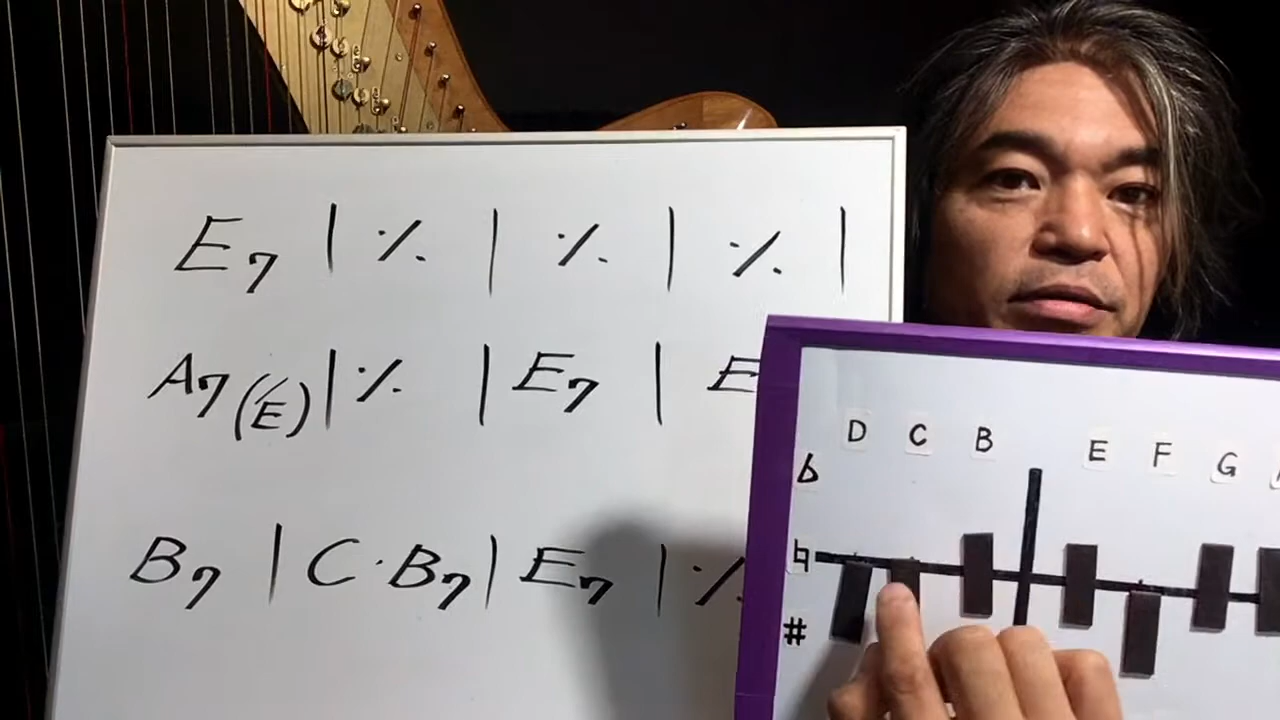 E7 | ٪ | ٪ | ٪ |
A7(/E) | ٪ | E7 | E
B7 | C・B7 | E7 | ٪
D C B E F G
♭
♮
#